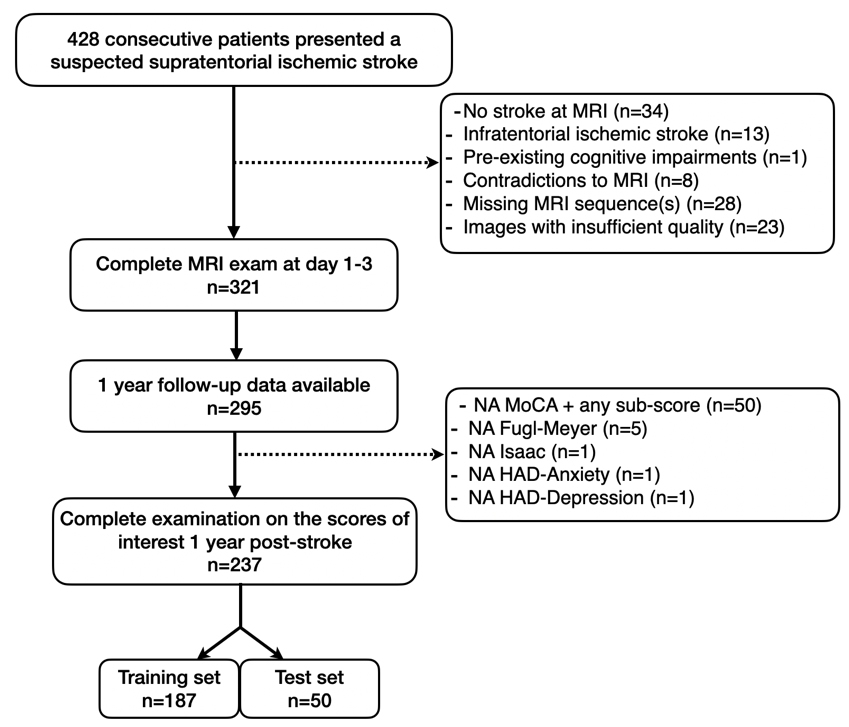 428 consecutive patients presented a
suspected supratentorial ischemic stroke
-No stroke at MRI (n=34)
- Infratentorial ischemic stroke (n=13)
- Pre-existing cognitive impairments (n=1)
- Contradictions to MRI (n=8)
- Missing MRI sequence(s) (n=28)
- Images with insufficient quality (n=23)
Complete MRI exam at day 1-3
n=321
1 year follow-up data available
n=295
- NA MoCA + any sub-score (n=50)
- NA Fugl-Meyer (n=5)
- NA Isaac (n=1)
- NA HAD-Anxiety (n=1)
- NA HAD-Depression (n=1)
Complete examination on the scores of
interest 1 year post-stroke
n=237
Training set
n=187
Test set
n=50